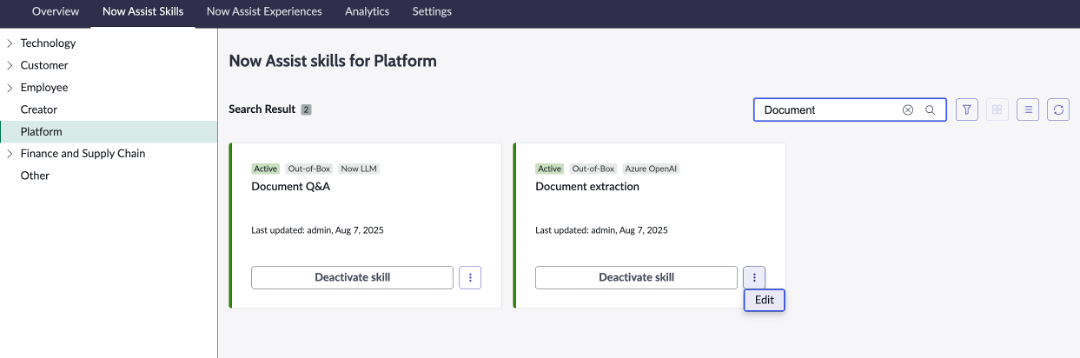 Overview Now Assist Skills Now Assist Experiences Analytics Settings
Technology
Customer
Employee
Creator
Platform
Finance and Supply Chain
Other
Now Assist skills for Platform
Search Result 2
Document
Active Out-of-Box Now LLM
Document Q&A
Last updated: admin, Aug 7, 2025
Deactivate skill
Active Out-of-Box Azure OpenAI
Document extraction
Last updated: admin, Aug 7, 2025
Deactivate skill
Edit